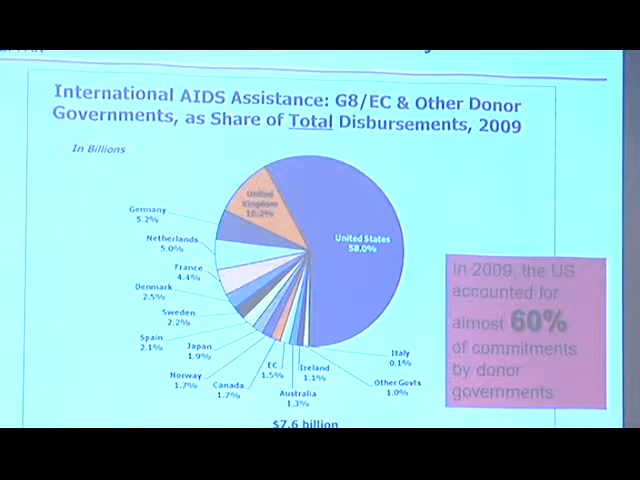 International AIDS Assistance: G8/EC & Other Donor
Governments, as Share of Total Disbursements, 2009
In Billions
United
Kingdom
10.2%
Germany
5.2%
United States
58.0%
Netherlands
5.0%
France
4.4%
Denmark
2.5%
Sweden
2.2%
Spain
2.1%
Japan
1.9%
Norway
1.7%
Canada
1.7%
EC
1.5%
Australia
1.3%
Ireland
1.1%
Other Govts
1.0%
Italy
0.1%
$7.6 billion
In 2009, the US
accounted for
almost 60%
of commitments
by donor
governments